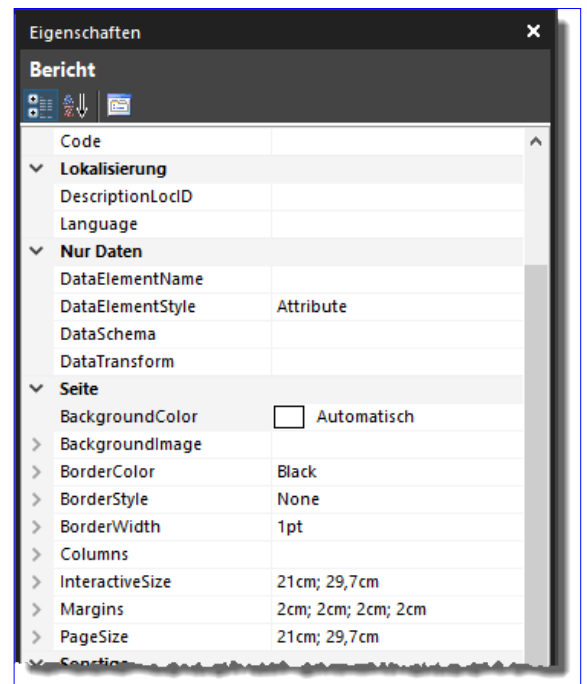 Eigenschaften
Bericht
Code
Lokalisierung
DescriptionLocID
Language
Nur Daten
DataElementName
DataElementStyle Attribute
DataSchema
DataTransform
Seite
BackgroundColor Automatisch
BackgroundImage
BorderColor Black
BorderStyle None
BorderWidth 1pt
Columns
InteractiveSize 21cm; 29,7cm
Margins 2cm; 2cm; 2cm; 2cm
PageSize 21cm; 29,7cm